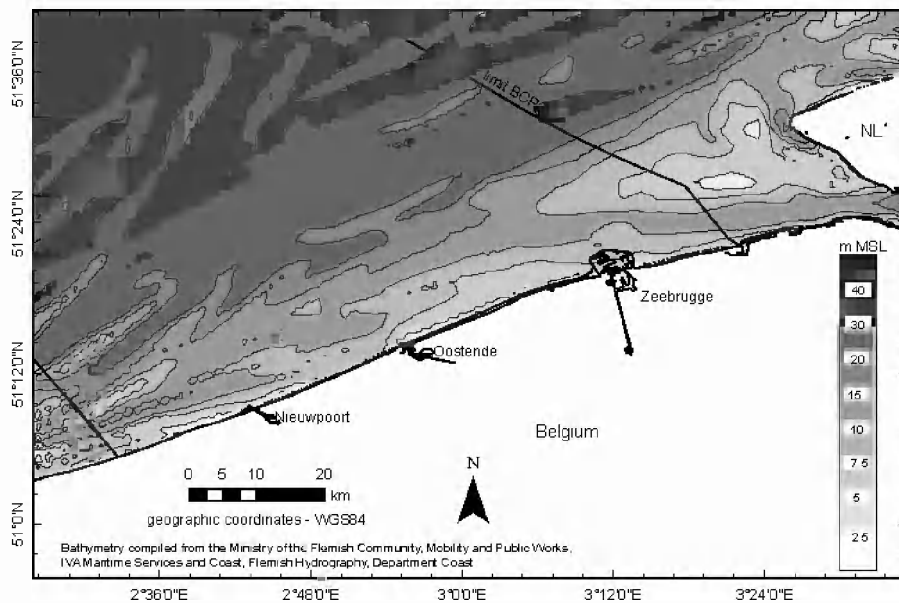 51°36'0"N
limit BCP
NL
51°24'0"N
m MSL
40
30
20
15
10
7.5
5
2.5
Zeebrugge
Oostende
51°12'0"N
Nieuwpoort
Belgium
N
0 5 10 20
km
geographic coordinates - WGS84
51°0'0"N
Bathymetry compiled from the Ministry of the Flemish Community, Mobility and Public Works,
IVA Maritime Services and Coast, Flemish Hydrography, Department Coast
2°36'0"E 2°48'0"E 3°0'0"E 3°12'0"E 3°24'0"E